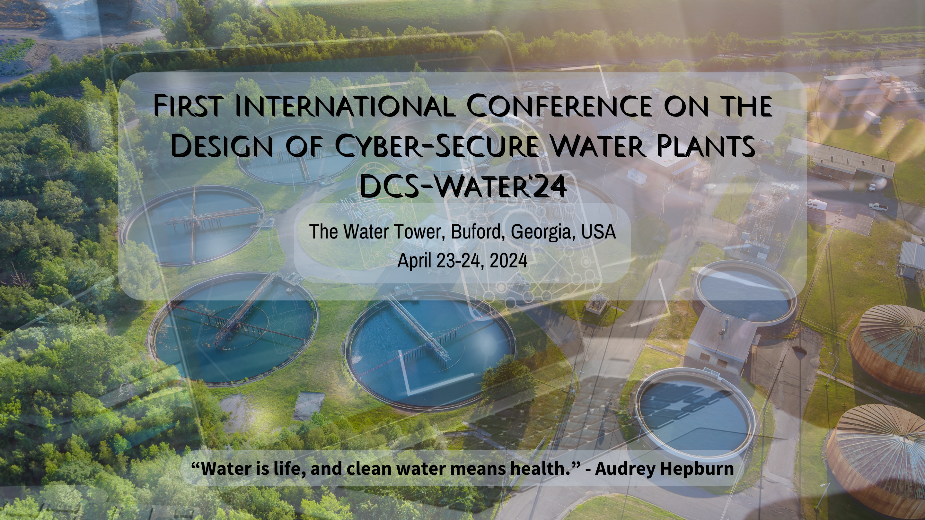 First International Conference on the
Design of Cyber-Secure Water Plants
DCS-Water'24
The Water Tower, Buford, Georgia, USA
April 23-24, 2024
“Water is life, and clean water means health.” - Audrey Hepburn